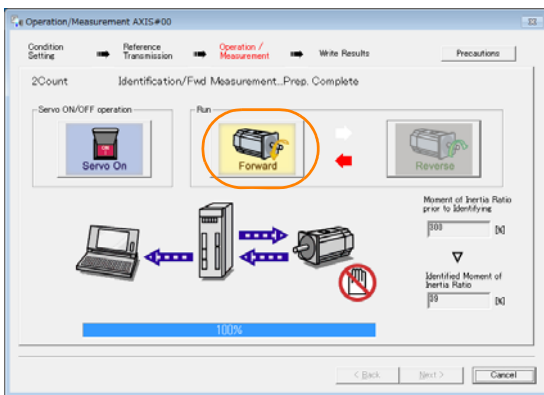 Operation/Measurement AXIS#00
Condition Setting
Reference Transmission
Operation / Measurement
Write Results
Precautions
2Count
Identification/Fwd Measurement...Prep. Complete
Servo ON/OFF operation
Run
Servo On
Forward
Reverse
Moment of Inertia Ratio
prior to Identifying
300 [%]
Identified Moment of
Inertia Ratio
39 [%]
100%
< Back
Next >
Cancel